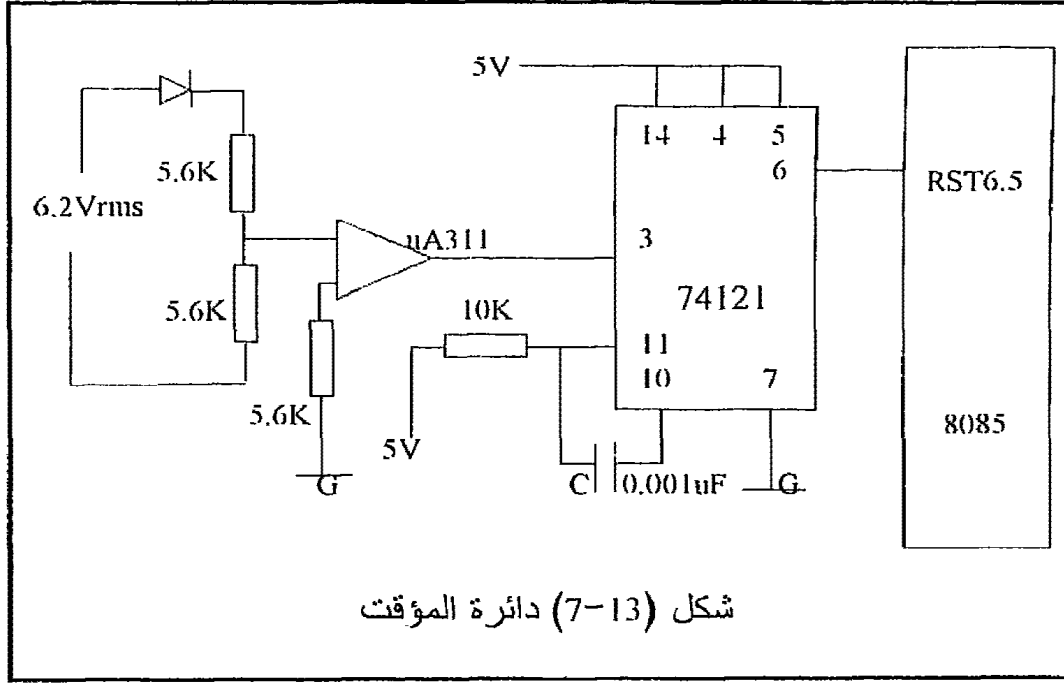 5V
14 4 5
6
5.6K
RST6.5
6.2Vrms
uA311
3
74121
5.6K
10K
11
10 7
5.6K
5V
8085
G
C 0.001uF G
شكل (13-7) دائرة المؤقت